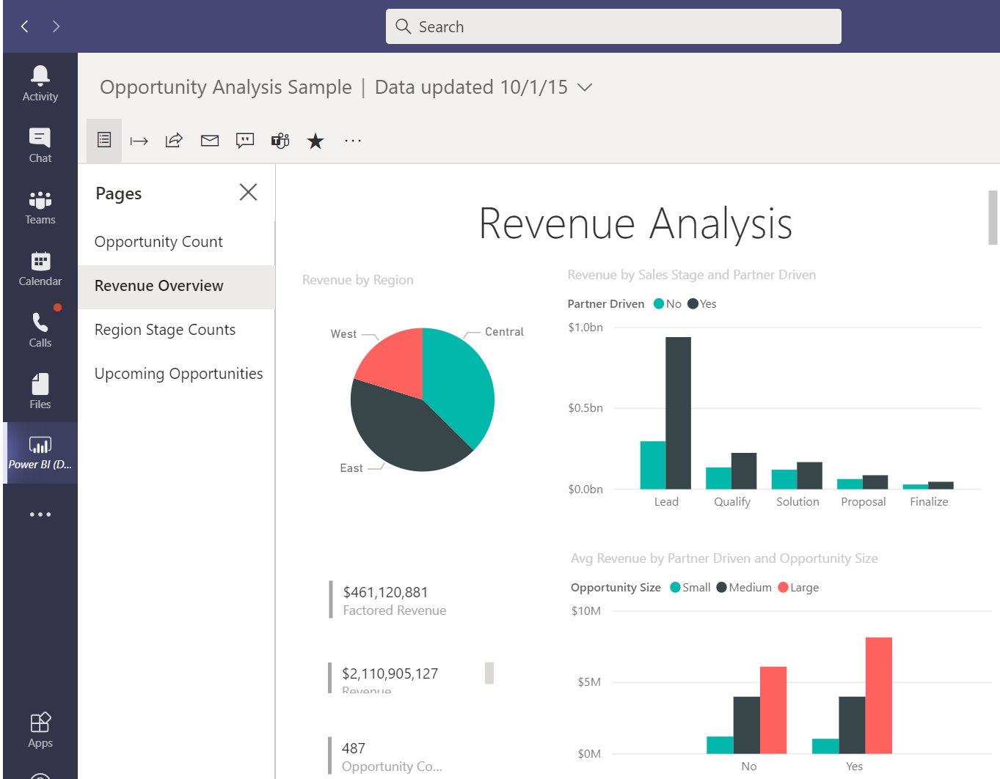 Search
Activity
Chat
Teams
Calendar
Calls
Files
Power BI (D...
Apps
Opportunity Analysis Sample | Data updated 10/1/15
Pages
Opportunity Count
Revenue Overview
Region Stage Counts
Upcoming Opportunities
Revenue Analysis
Revenue by Region
West
Central
East
$461,120,881
Factored Revenue
$2,110,905,127
Revenue
487
Opportunity Co...
Revenue by Sales Stage and Partner Driven
Partner Driven No Yes
$1.0bn
$0.5bn
$0.0bn
Lead Qualify Solution Proposal Finalize
Avg Revenue by Partner Driven and Opportunity Size
Opportunity Size Small Medium Large
$10M
$5M
$0M
No Yes